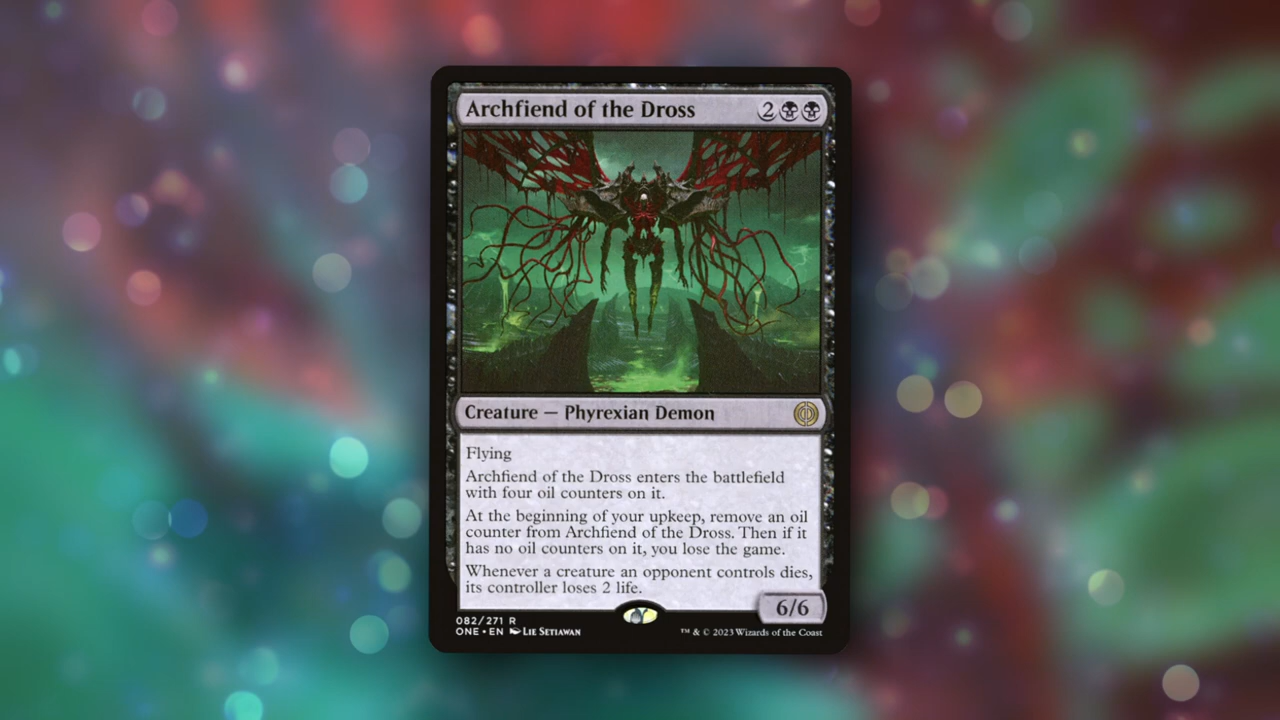 Archfiend of the Dross 2
Creature — Phyrexian Demon
Flying
Archfiend of the Dross enters the battlefield
with four oil counters on it.
At the beginning of your upkeep, remove an oil
counter from Archfiend of the Dross. Then if it
has no oil counters on it, you lose the game.
Whenever a creature an opponent controls dies,
its controller loses 2 life.
6/6
082/271 R
ONE • EN LIE SETIAWAN
™ & © 2023 Wizards of the Coast